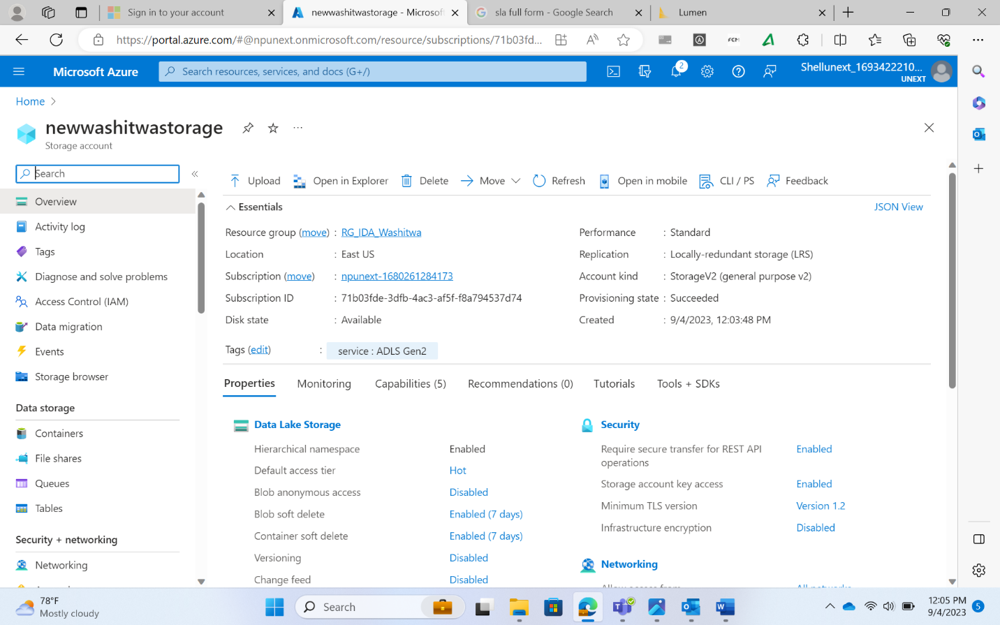 Sign in to your account
newwashitwastorage - Microsoft
sla full form - Google Search
Lumen
https://portal.azure.com/#@npunext.onmicrosoft.com/resource/subscriptions/71b03fd...
FCM
Microsoft Azure
Search resources, services, and docs (G+/)
2
Shellunext_1693422210...
UNEXT
Home
newwashitwastorage
Storage account
Search
Upload
Open in Explorer
Delete
Move
Refresh
Open in mobile
CLI / PS
Feedback
Overview
Activity log
Tags
Diagnose and solve problems
Access Control (IAM)
Data migration
Events
Storage browser
Data storage
Containers
File shares
Queues
Tables
Security + networking
Networking
Essentials
JSON View
Resource group (move) : RG_IDA_Washitwa
Location : East US
Subscription (move) : npunext-1680261284173
Subscription ID : 71b03fde-3dfb-4ac3-af5f-f8a794537d74
Disk state : Available
Performance : Standard
Replication : Locally-redundant storage (LRS)
Account kind : StorageV2 (general purpose v2)
Provisioning state : Succeeded
Created : 9/4/2023, 12:03:48 PM
Tags (edit) : service : ADLS Gen2
Properties
Monitoring
Capabilities (5)
Recommendations (0)
Tutorials
Tools + SDKs
Data Lake Storage
Hierarchical namespace Enabled
Default access tier Hot
Blob anonymous access Disabled
Blob soft delete Enabled (7 days)
Container soft delete Enabled (7 days)
Versioning Disabled
Change feed Disabled
Security
Require secure transfer for REST API Enabled
operations
Storage account key access Enabled
Minimum TLS version Version 1.2
Infrastructure encryption Disabled
Networking
78°F
Mostly cloudy
Search
12:05 PM
9/4/2023
5